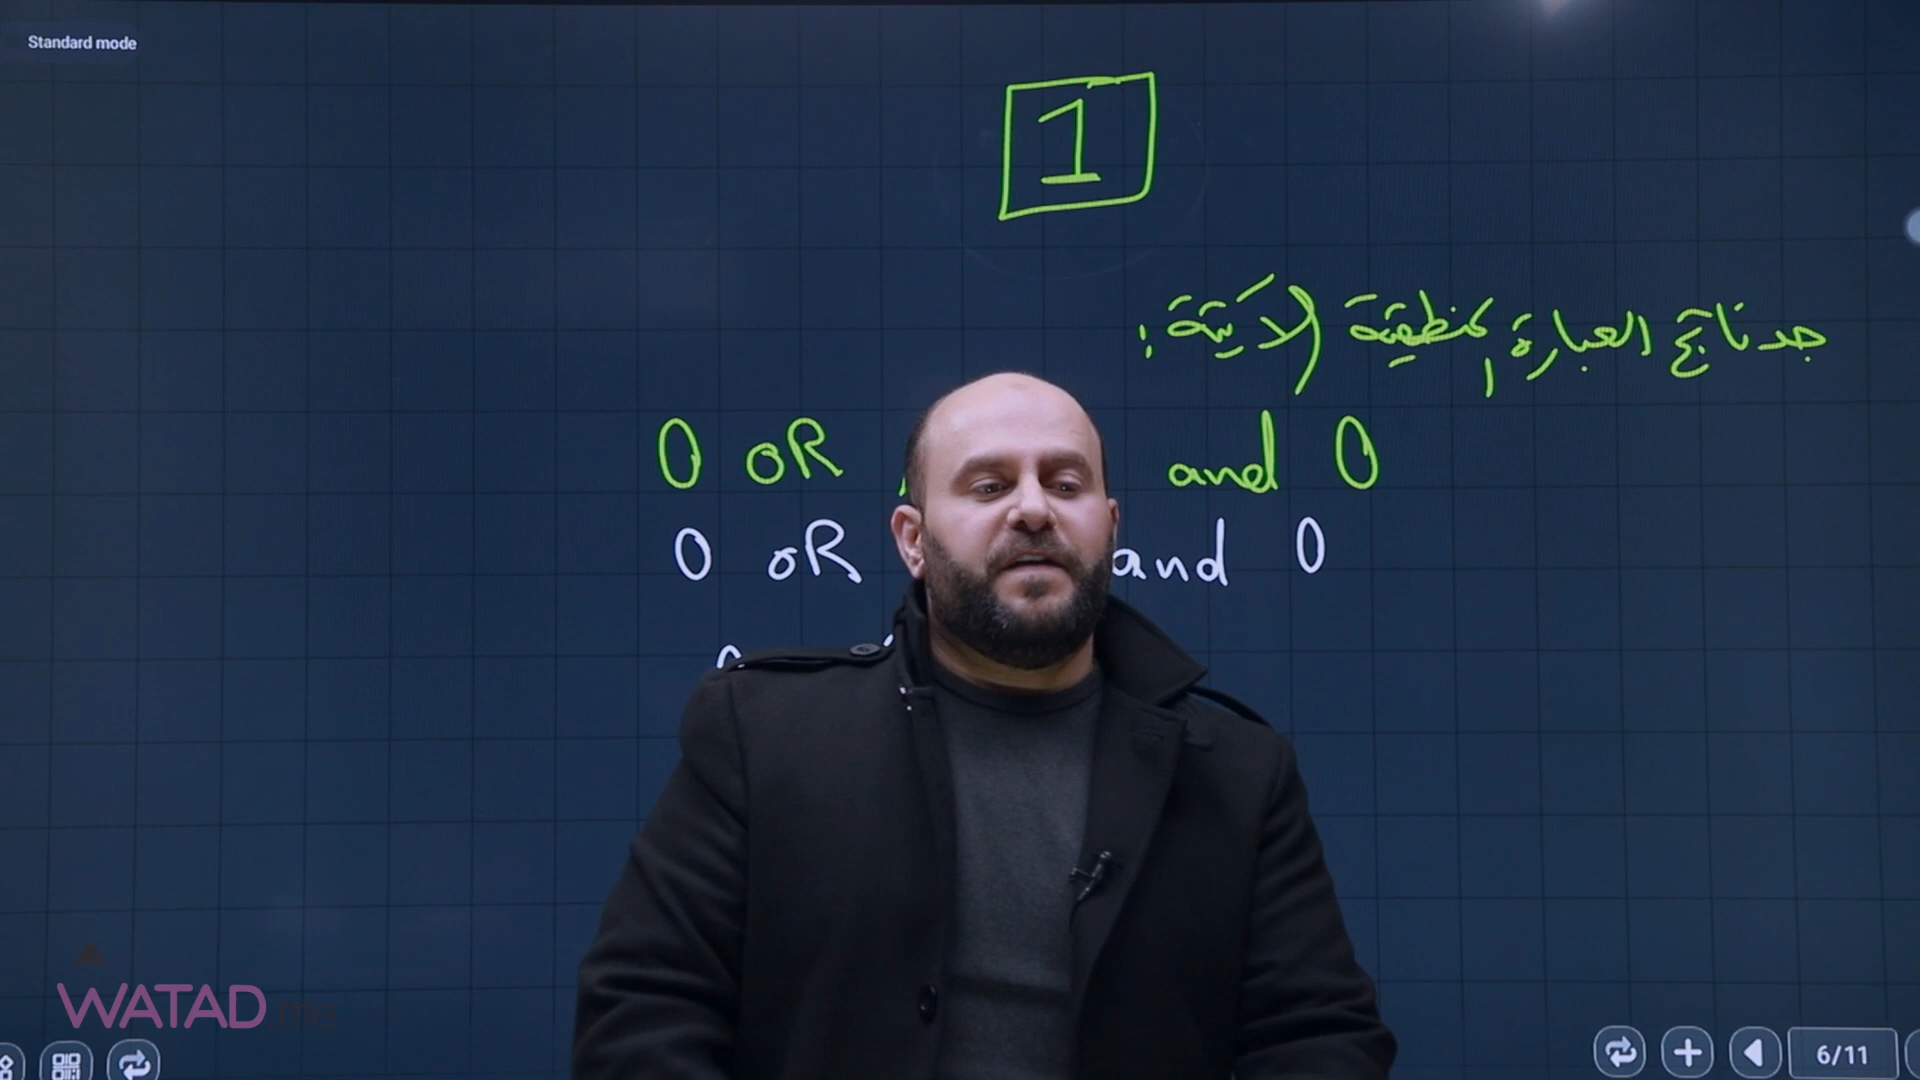 Standard mode
1
جد ناتج العبارة المنطقية الآتية :
0 OR and 0
0 OR and 0
WATAD.me
6/11